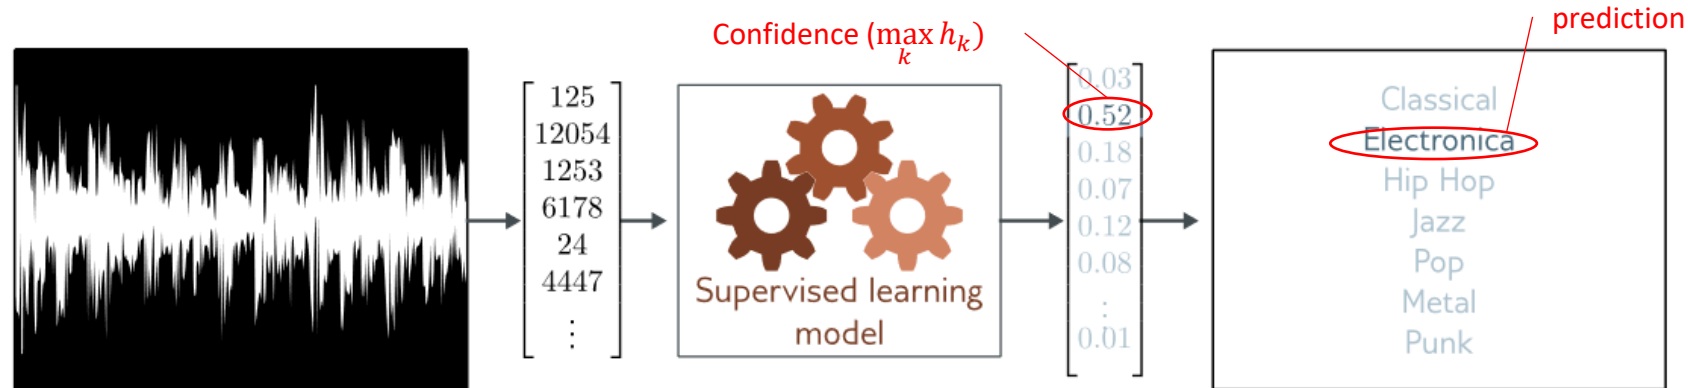 prediction
Confidence (max h_k)
k
125
12054
1253
6178
24
4447
⋮
Supervised learning
model
0.03
0.52
0.18
0.07
0.12
0.08
⋮
0.01
Classical
Electronica
Hip Hop
Jazz
Pop
Metal
Punk